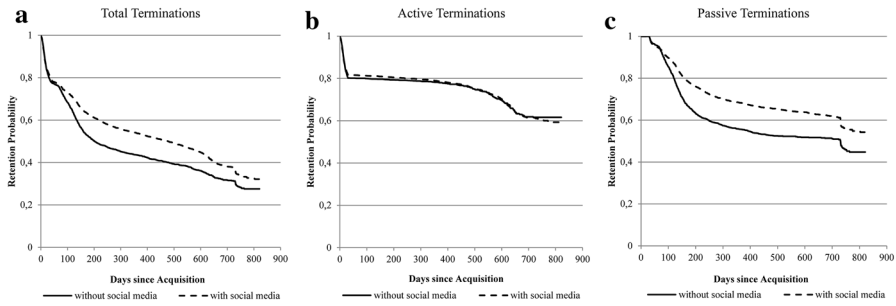 a Total Terminations
Retention Probability
1
0,8
0,6
0,4
0,2
0
0 100 200 300 400 500 600 700 800 900
Days since Acquisition
without social media with social media
b Active Terminations
Retention Probability
1
0,8
0,6
0,4
0,2
0
0 100 200 300 400 500 600 700 800 900
Days since Acquisition
without social media with social media
c Passive Terminations
Retention Probability
1
0,8
0,6
0,4
0,2
0
0 100 200 300 400 500 600 700 800 900
Days since Acquisition
without social media with social media